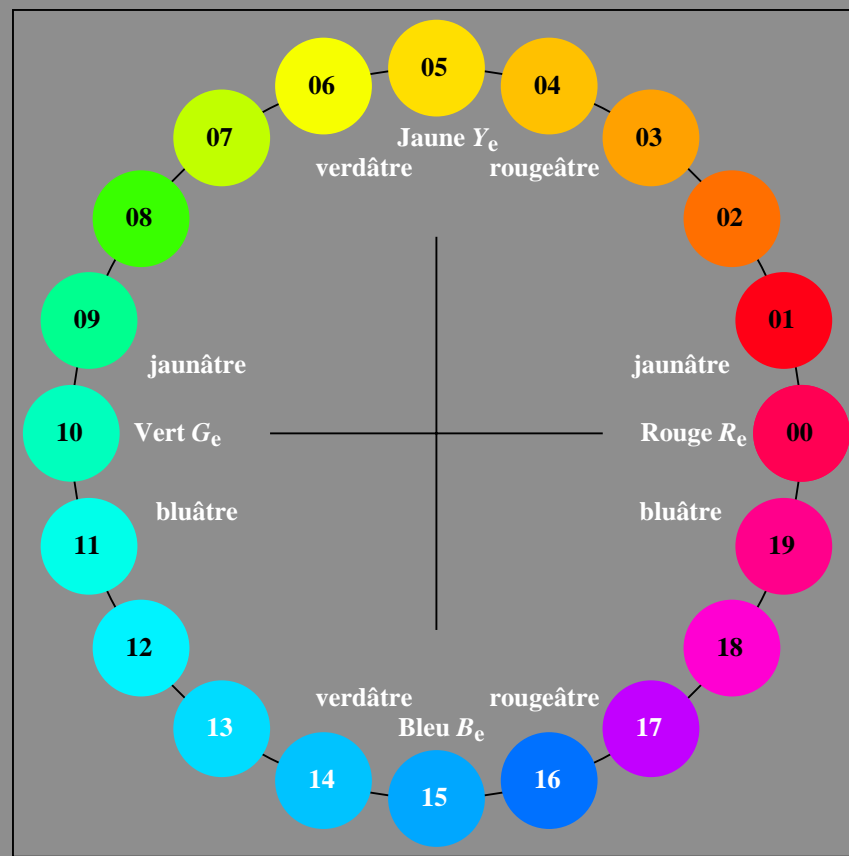 05
06
04
07
Jaune Yₑ
03
verdâtre
rougeâtre
08
02
09
01
jaunâtre
jaunâtre
10
Vert Gₑ
Rouge Rₑ
00
bluâtre
bluâtre
11
19
12
18
verdâtre
rougeâtre
13
Bleu Bₑ
17
14
16
15